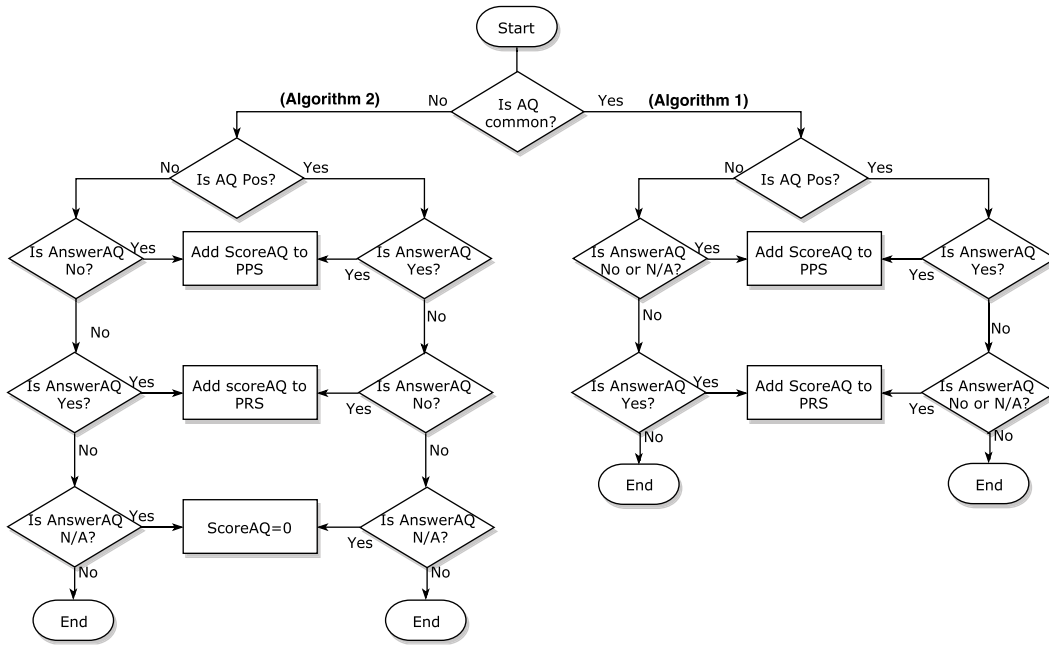 Start
(Algorithm 2)
No
Is AQ
common?
Yes
(Algorithm 1)
No
Is AQ Pos?
Yes
No
Is AQ Pos?
Yes
Is AnswerAQ
No?
Yes
Add ScoreAQ to
PPS
Yes
Is AnswerAQ
Yes?
Is AnswerAQ
No or N/A?
Yes
Add ScoreAQ to
PPS
Yes
Is AnswerAQ
Yes?
No
No
No
No
Is AnswerAQ
Yes?
Yes
Add scoreAQ to
PRS
Yes
Is AnswerAQ
No?
Is AnswerAQ
Yes?
Yes
Add ScoreAQ to
PRS
Yes
Is AnswerAQ
No or N/A?
No
No
No
No
End
End
Is AnswerAQ
N/A?
Yes
ScoreAQ=0
Yes
Is AnswerAQ
N/A?
No
No
End
End